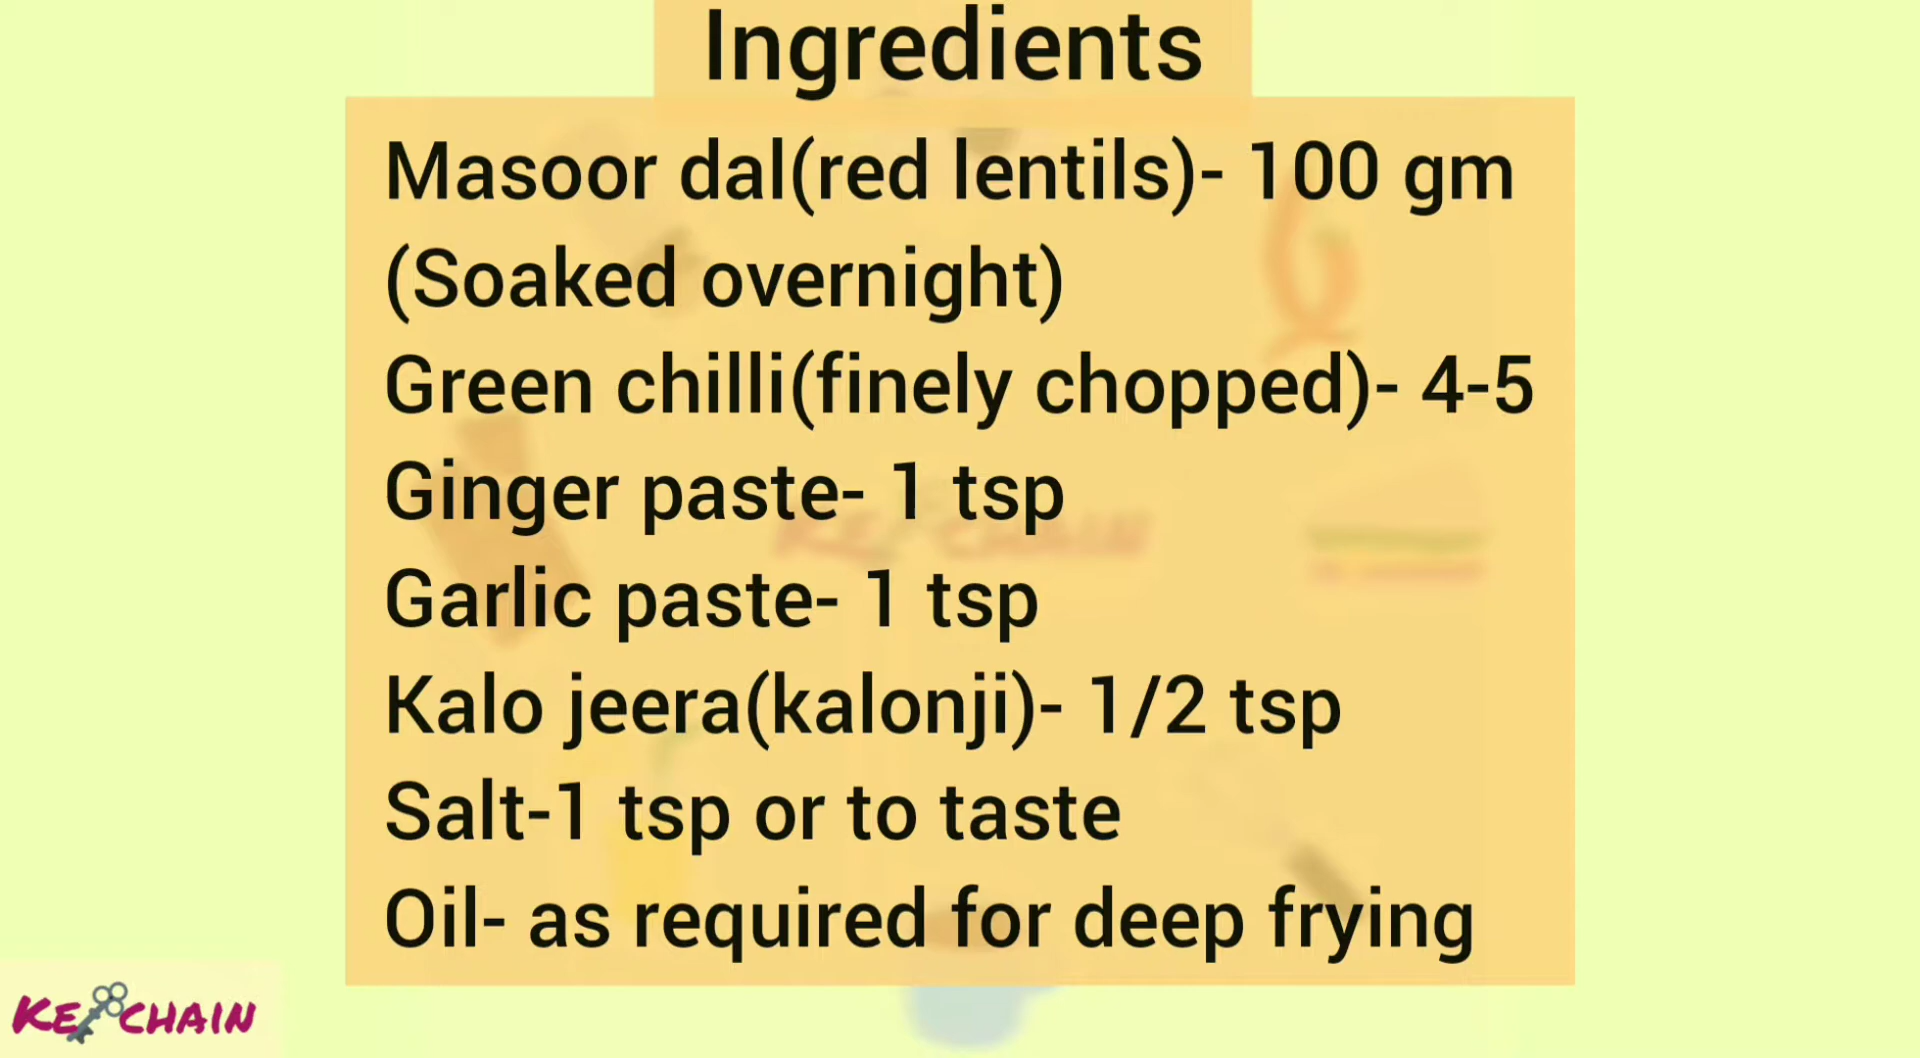 Ingredients
Masoor dal(red lentils)- 100 gm
(Soaked overnight)
Green chilli(finely chopped)- 4-5
Ginger paste- 1 tsp
Garlic paste- 1 tsp
Kalo jeera(kalonji)- 1/2 tsp
Salt-1 tsp or to taste
Oil- as required for deep frying
KEYCHAIN